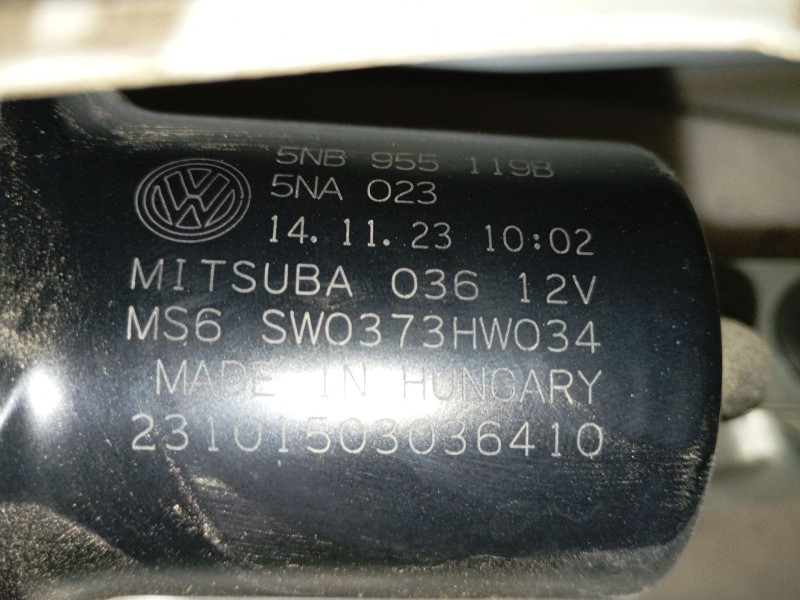 5NB 955 119B
5NA 023
14.11.23 10:02
MITSUBA 036 12V
MS6 SW0373HW034
MADE IN HUNGARY
23101503036410